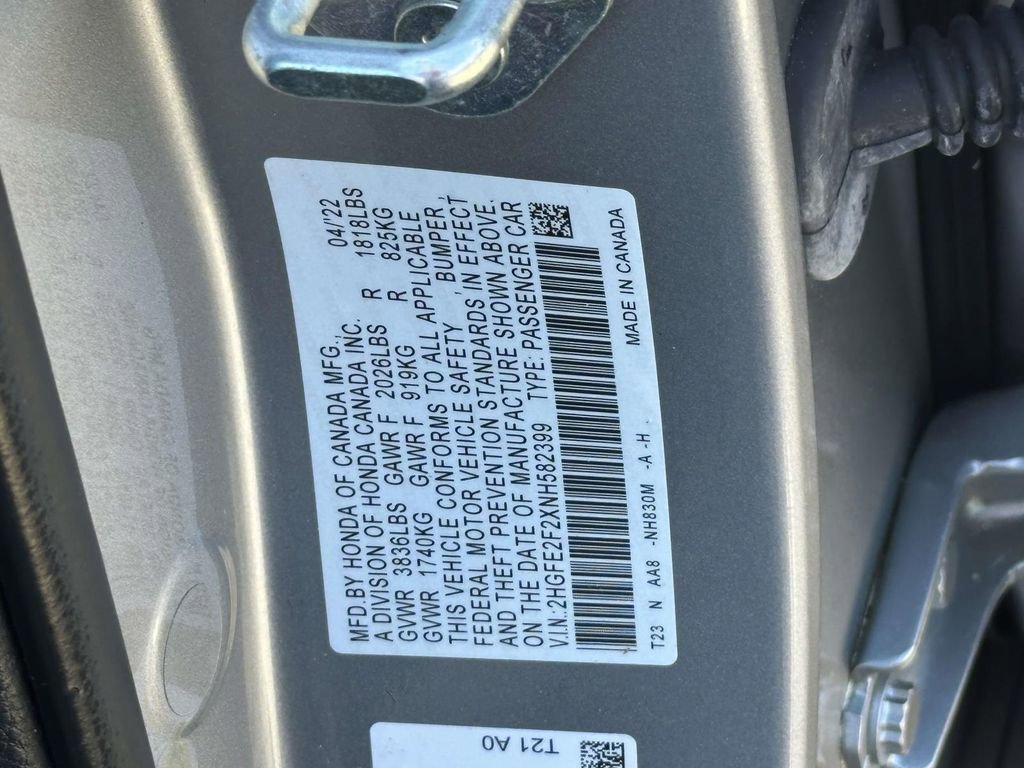 MFD.BY HONDA OF CANADA MFG., 04/'22
A DIVISION OF HONDA CANADA INC.
GVWR 3836LBS GAWR F 2026LBS R 1818LBS
GVWR 1740KG GAWR F 919KG R 825KG
THIS VEHICLE CONFORMS TO ALL APPLICABLE
FEDERAL MOTOR VEHICLE SAFETY, BUMPER,
AND THEFT PREVENTION STANDARDS IN EFFECT
ON THE DATE OF MANUFACTURE SHOWN ABOVE.
V.I.N.:2HGFE2F2XNH582399 TYPE: PASSENGER CAR
T23 N AA8 -NH830M -A -H
MADE IN CANADA
T21 A0